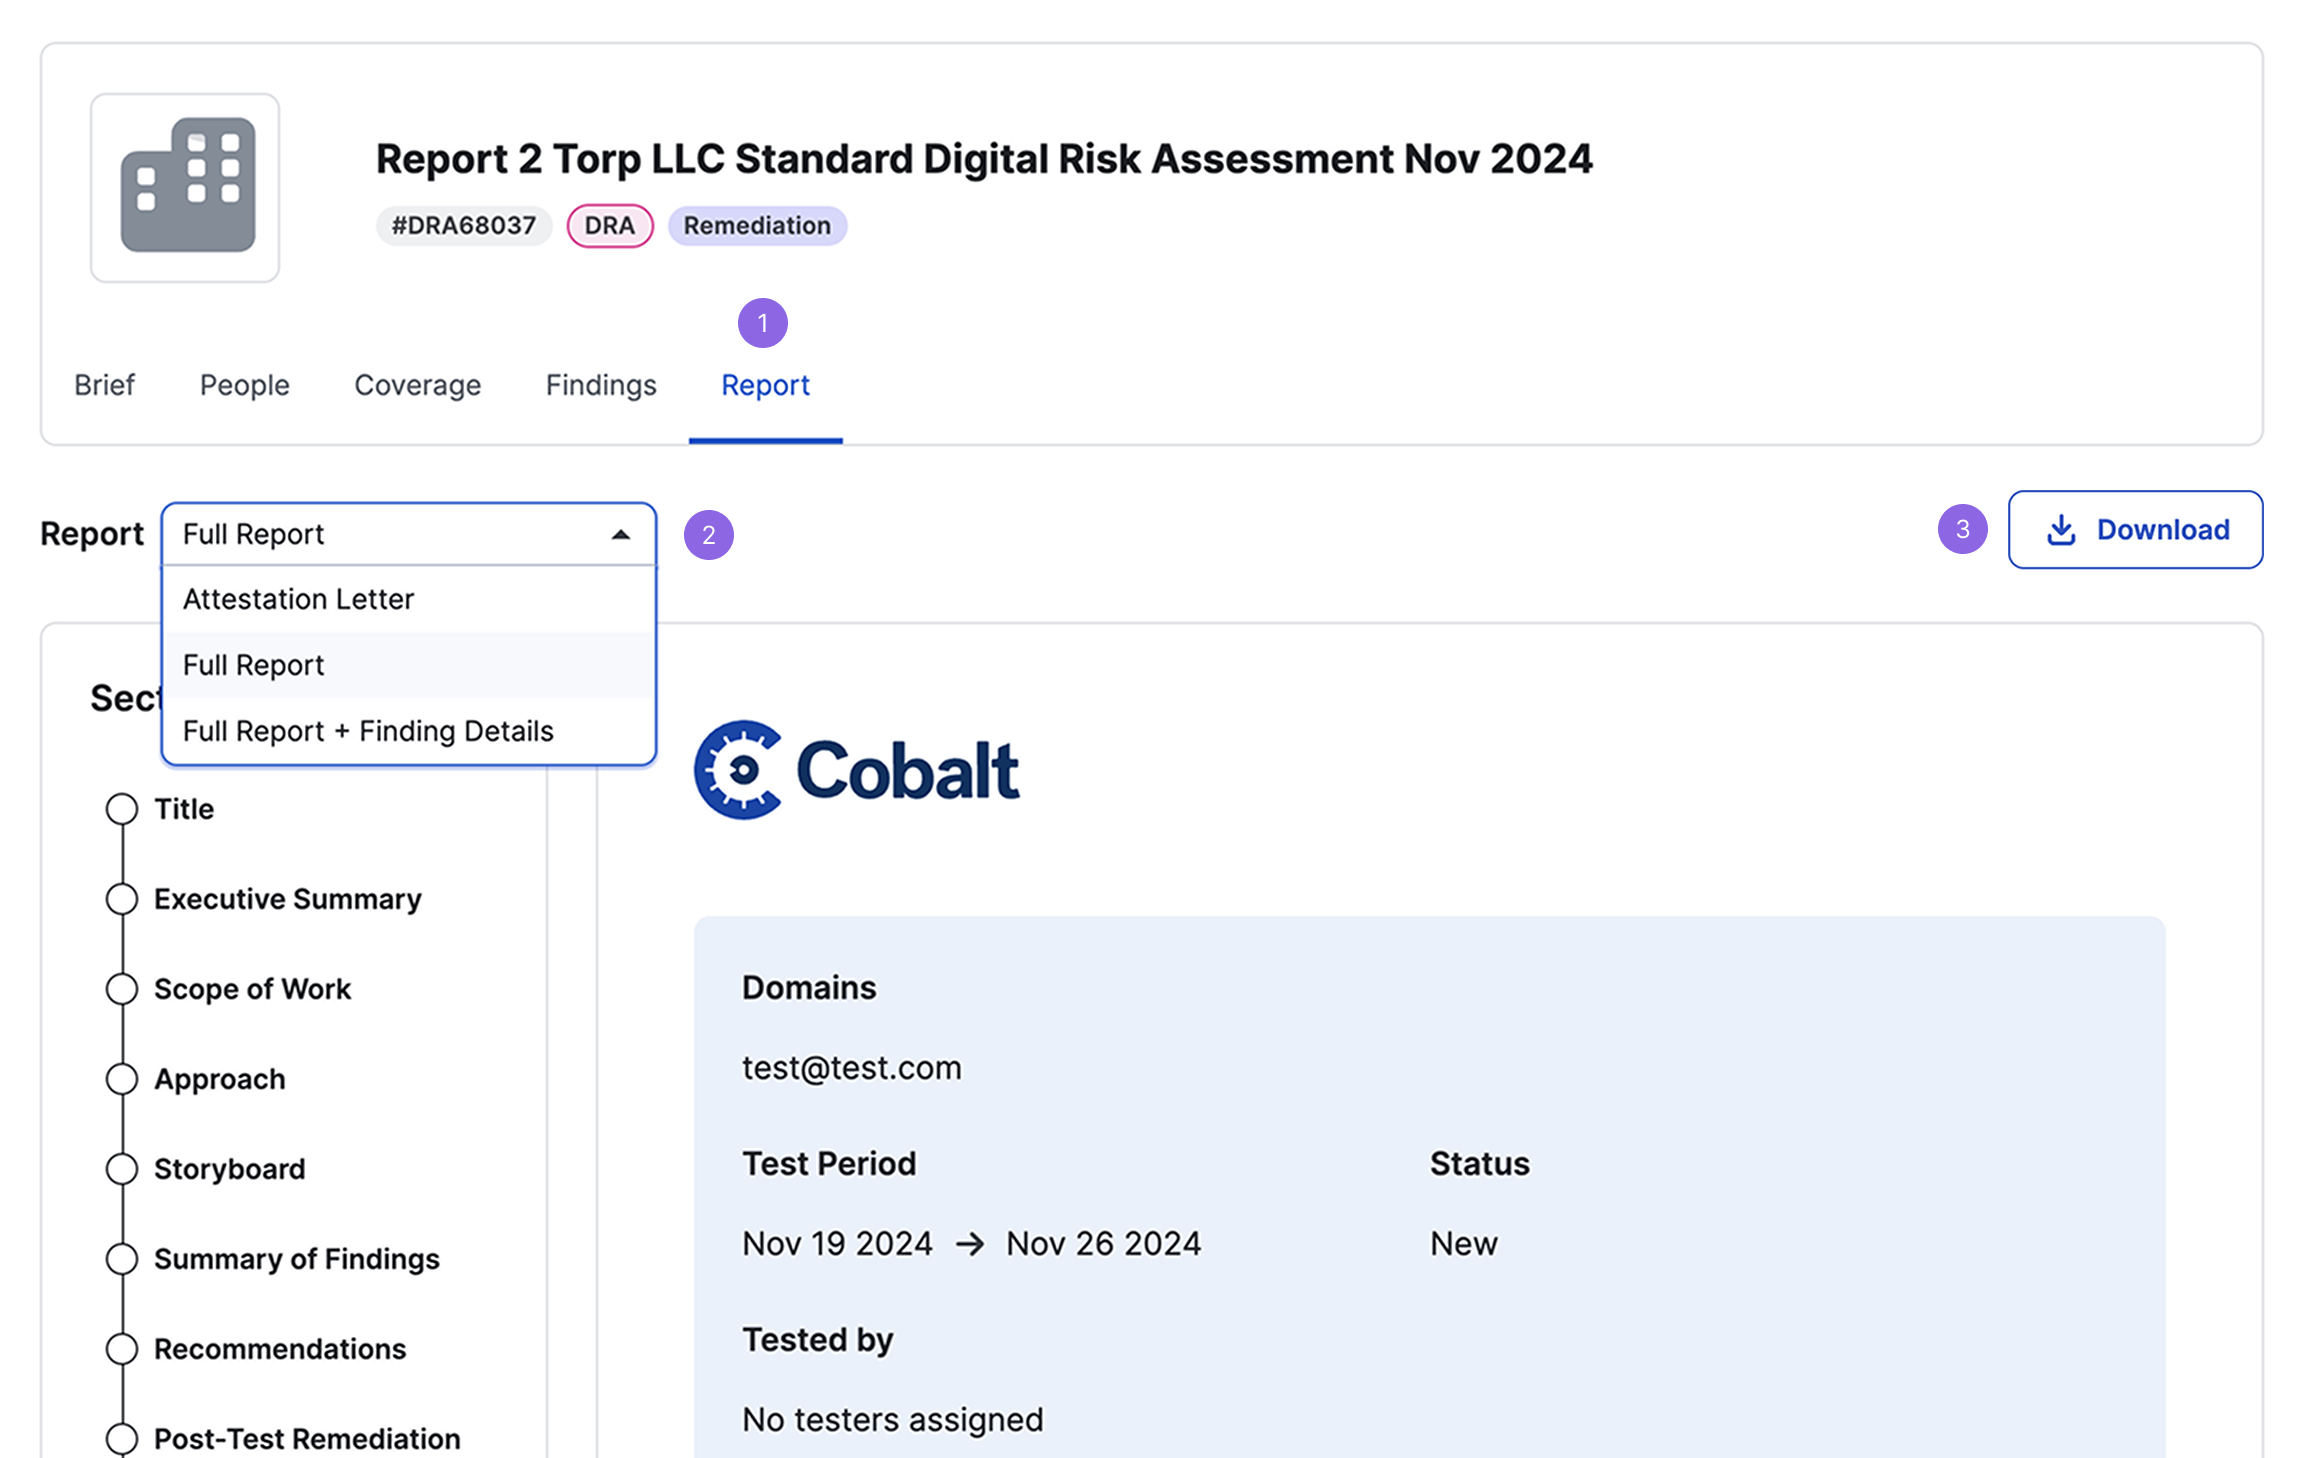 Report 2 Torp LLC Standard Digital Risk Assessment Nov 2024
#DRA68037 DRA Remediation
1
Brief People Coverage Findings Report
Report Full Report 2 3 Download
Attestation Letter
Full Report
Full Report + Finding Details
Title
Executive Summary
Scope of Work
Approach
Storyboard
Summary of Findings
Recommendations
Post-Test Remediation
Cobalt
Domains
test@test.com
Test Period Status
Nov 19 2024 → Nov 26 2024 New
Tested by
No testers assigned